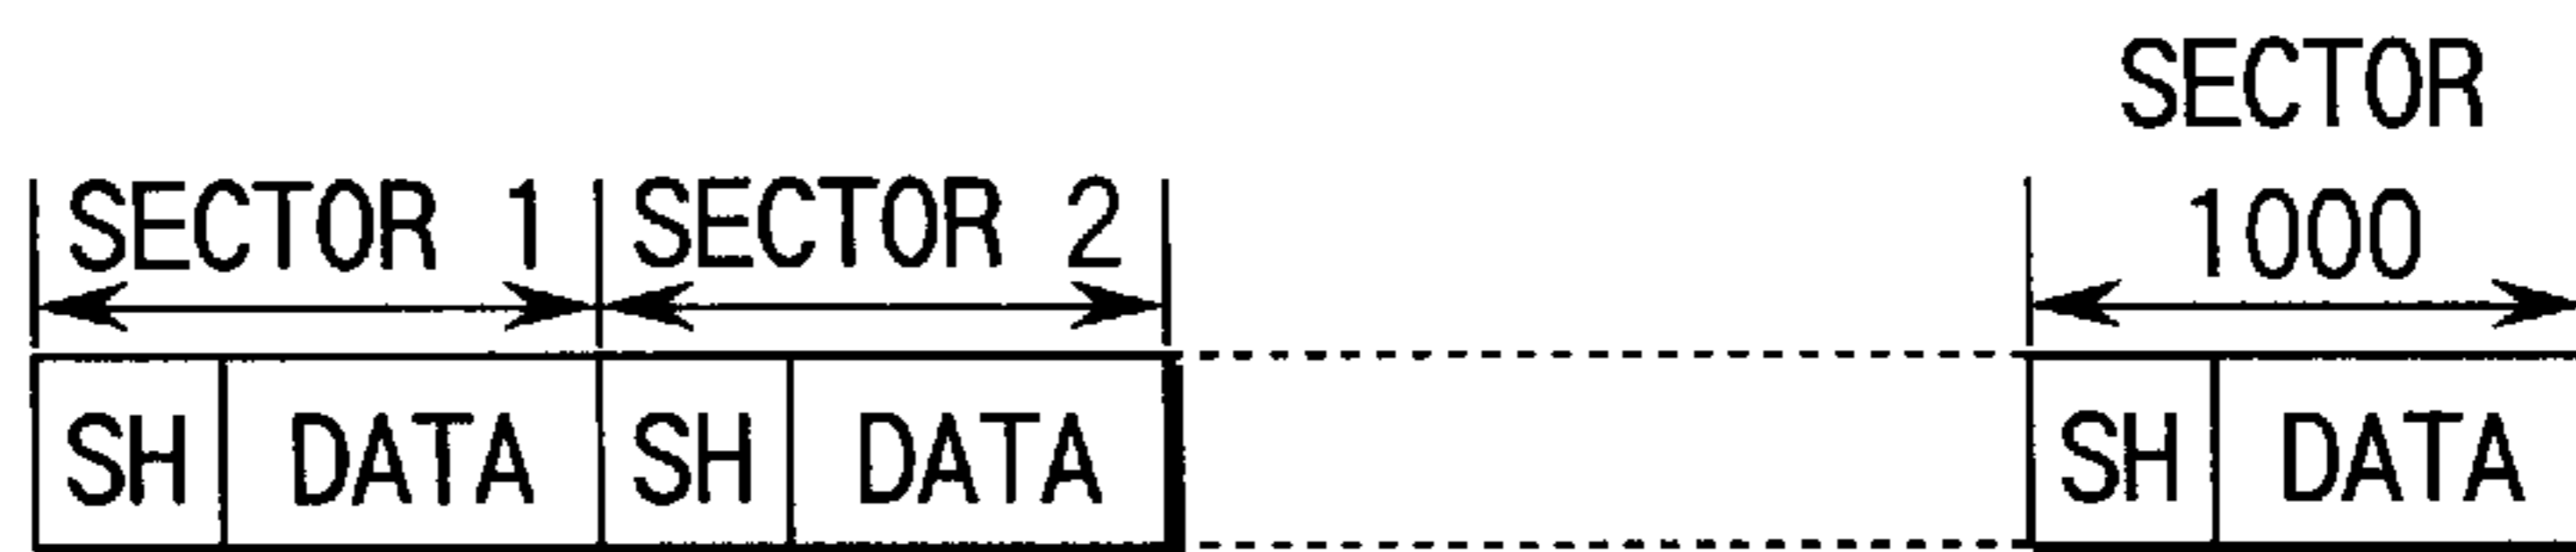 SECTOR
SECTOR 1 SECTOR 2 1000
SH DATA SH DATA SH DATA